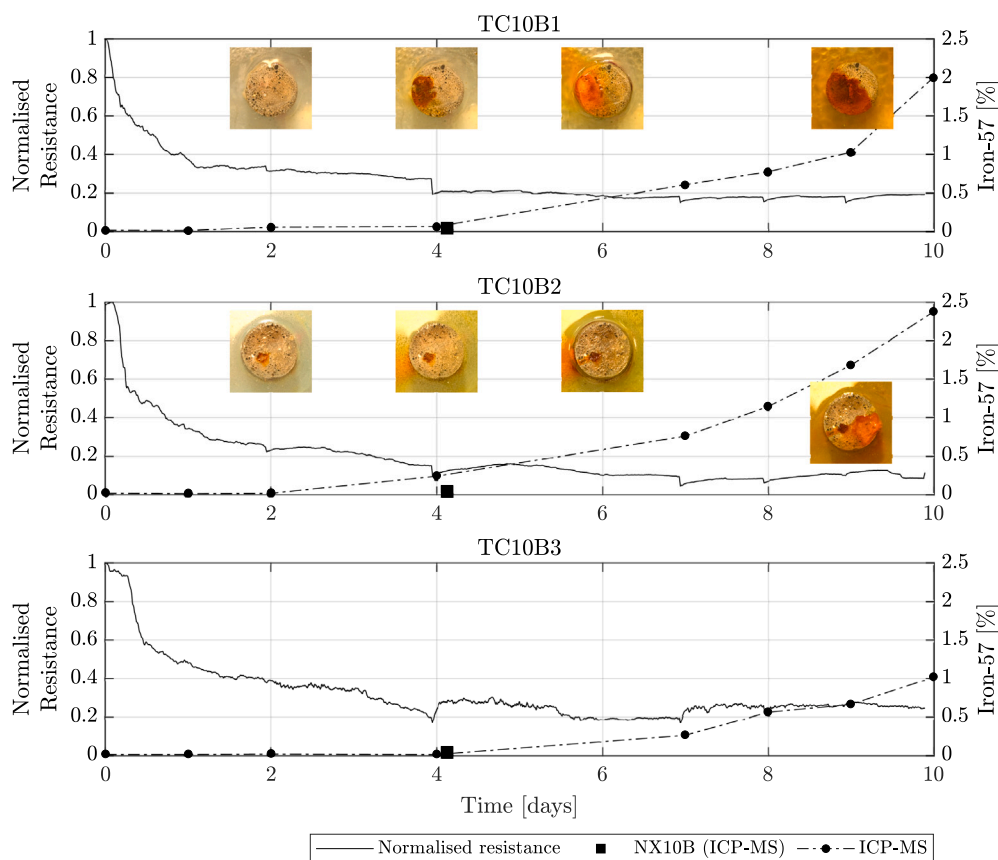 TC10B1
1
0.8
0.6
0.4
0.2
0
2.5
2
1.5
1
0.5
0
0 2 4 6 8 10
Normalised
Resistance
Iron-57 [%]
TC10B2
1
0.8
0.6
0.4
0.2
0
2.5
2
1.5
1
0.5
0
0 2 4 6 8 10
Normalised
Resistance
Iron-57 [%]
TC10B3
1
0.8
0.6
0.4
0.2
0
2.5
2
1.5
1
0.5
0
0 2 4 6 8 10
Normalised
Resistance
Iron-57 [%]
Time [days]
Normalised resistance NX10B (ICP-MS) ICP-MS